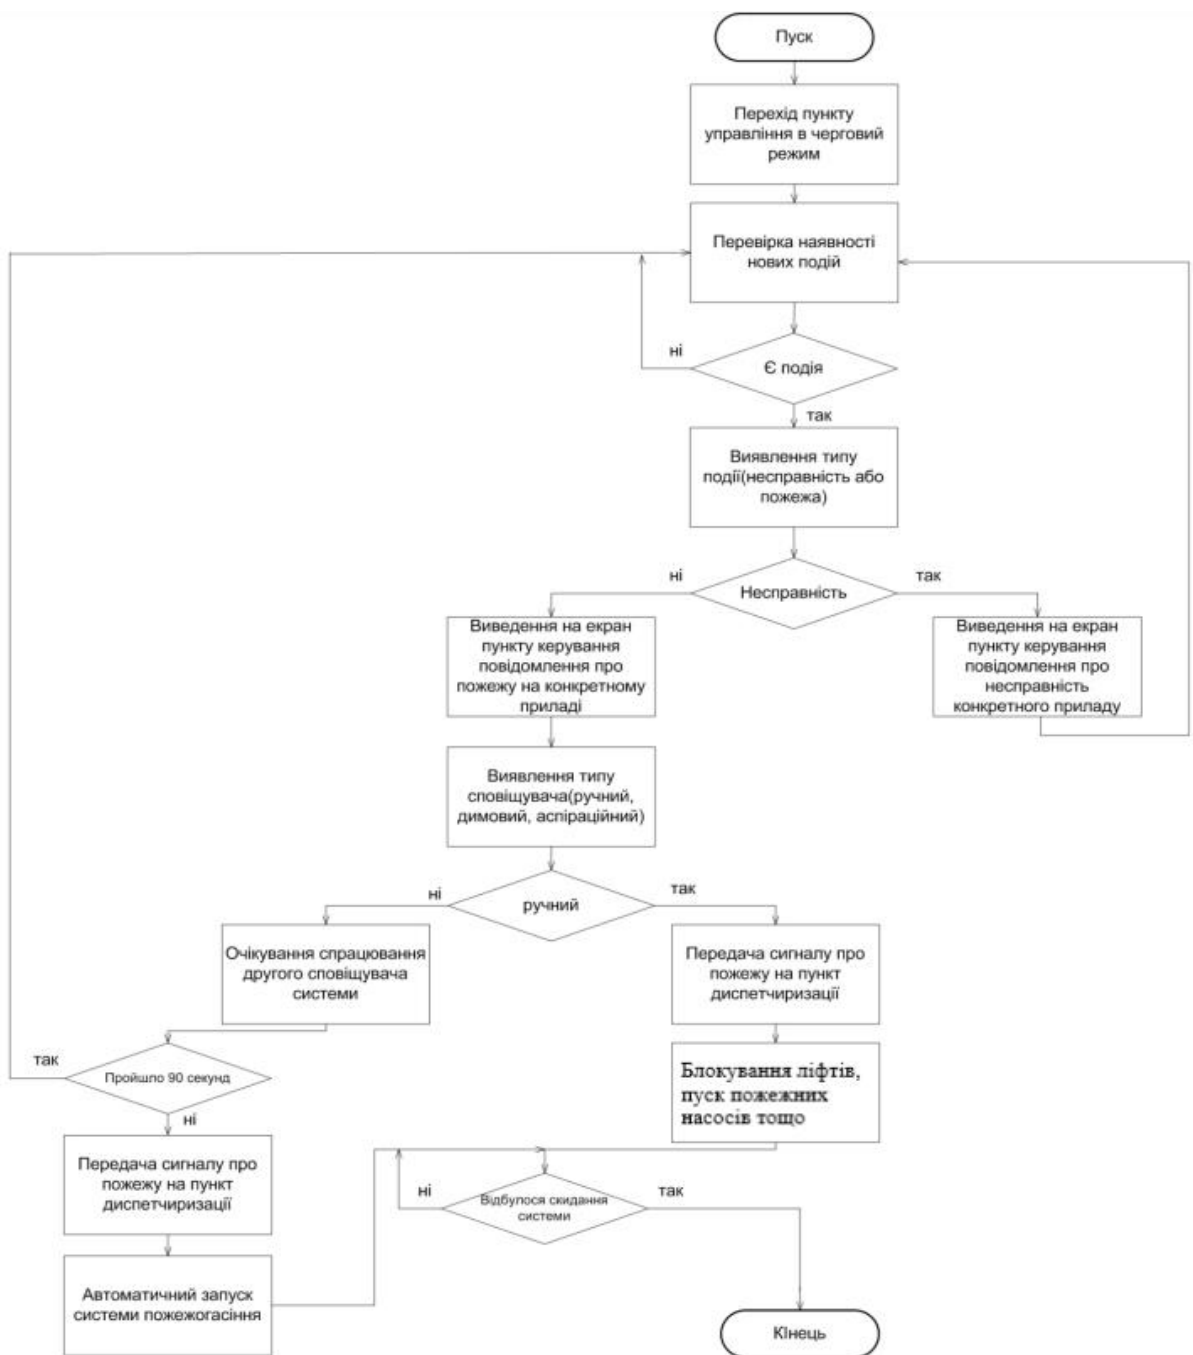 Пуск
Перехід пункту
управління в черговий
режим
Перевірка наявності
нових подій
ні
Є подія
так
Виявлення типу
події(несправність або
пожежа)
ні
Несправність
так
Виведення на екран
пункту керування
повідомлення про
пожежу на конкретному
приладі
Виведення на екран
пункту керування
повідомлення про
несправність
конкретного приладу
Виявлення типу
сповіщувача(ручний,
димовий, аспіраційний)
ні
ручний
так
Очікування спрацювання
другого сповіщувача
системи
Передача сигналу про
пожежу на пункт
диспетчиризації
так
Пройшло 90 секунд
ні
Блокування ліфтів,
пуск пожежних
насосів тощо
Передача сигналу про
пожежу на пункт
диспетчиризації
ні
Відбулося скидання
системи
так
Автоматичний запуск
системи пожежогасіння
КІнець